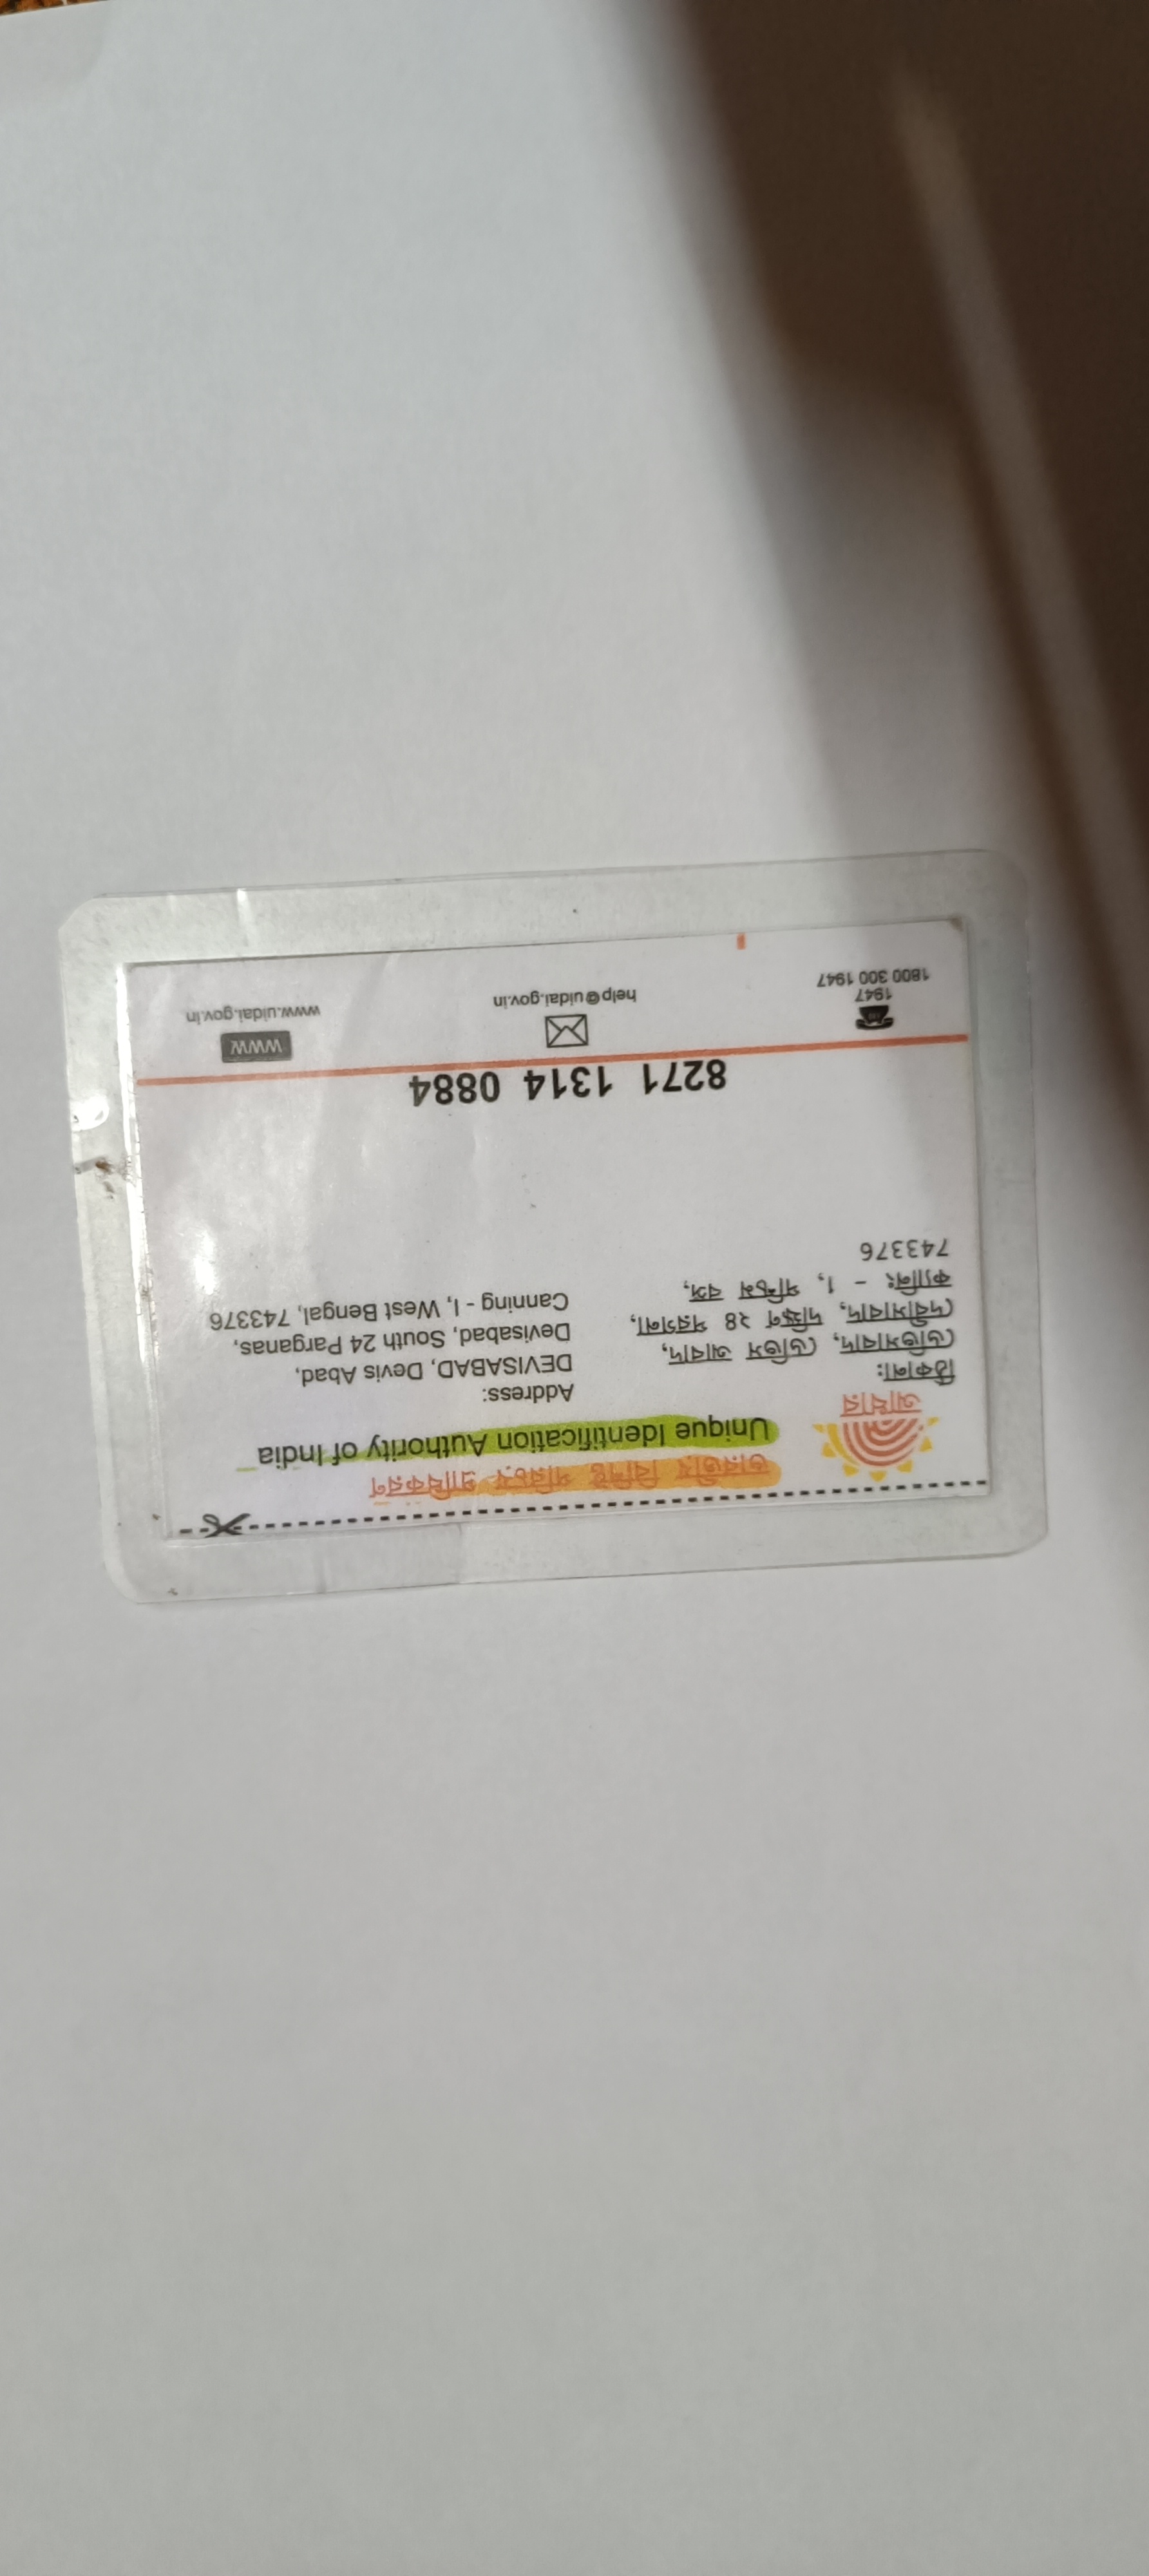 ভারতীয় বিশিষ্ট পরিচয় প্রাধিকরণ
Unique Identification Authority of India
আধার
ঠিকানা:
ডেভিসাবাদ, ডেভিস আবাদ,
দেবীসাবাদ, দক্ষিণ ২৪ পরগনা,
ক্যানিং - 1, পশ্চিম বঙ্গ,
743376
Address:
DEVISABAD, Devis Abad,
Devisabad, South 24 Parganas,
Canning - I, West Bengal, 743376
8271 1314 0884
1947
1800 300 1947
help@uidai.gov.in
WWW
www.uidai.gov.in